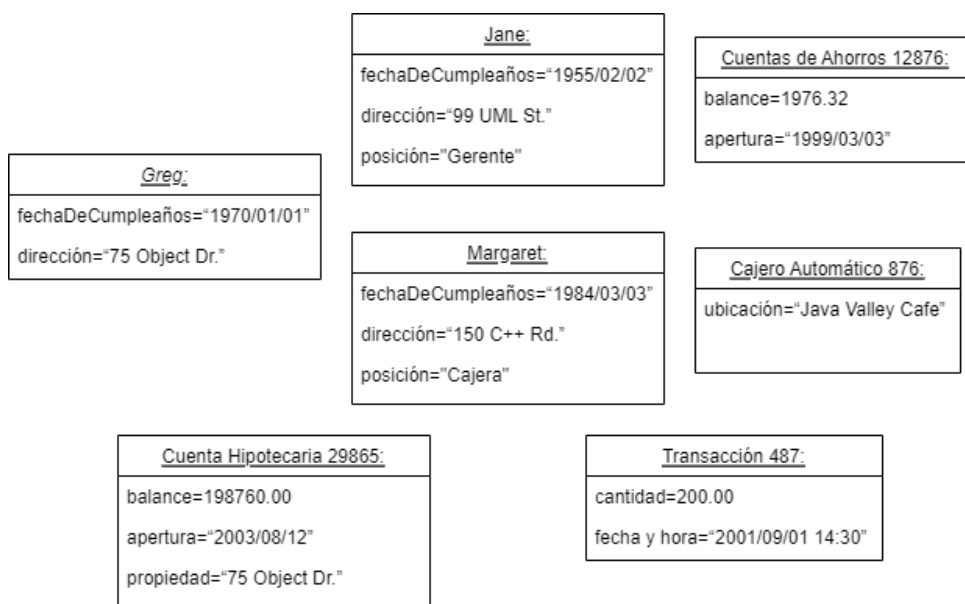 Jane:
fechaDeCumpleaños=“1955/02/02”
dirección=“99 UML St.”
posición="Gerente"
Cuentas de Ahorros 12876:
balance=1976.32
apertura=“1999/03/03”
Greg:
fechaDeCumpleaños=“1970/01/01”
dirección=“75 Object Dr.”
Margaret:
fechaDeCumpleaños=“1984/03/03”
dirección=“150 C++ Rd.”
posición="Cajera"
Cajero Automático 876:
ubicación=“Java Valley Cafe”
Cuenta Hipotecaria 29865:
balance=198760.00
apertura=“2003/08/12”
propiedad=“75 Object Dr.”
Transacción 487:
cantidad=200.00
fecha y hora=“2001/09/01 14:30”